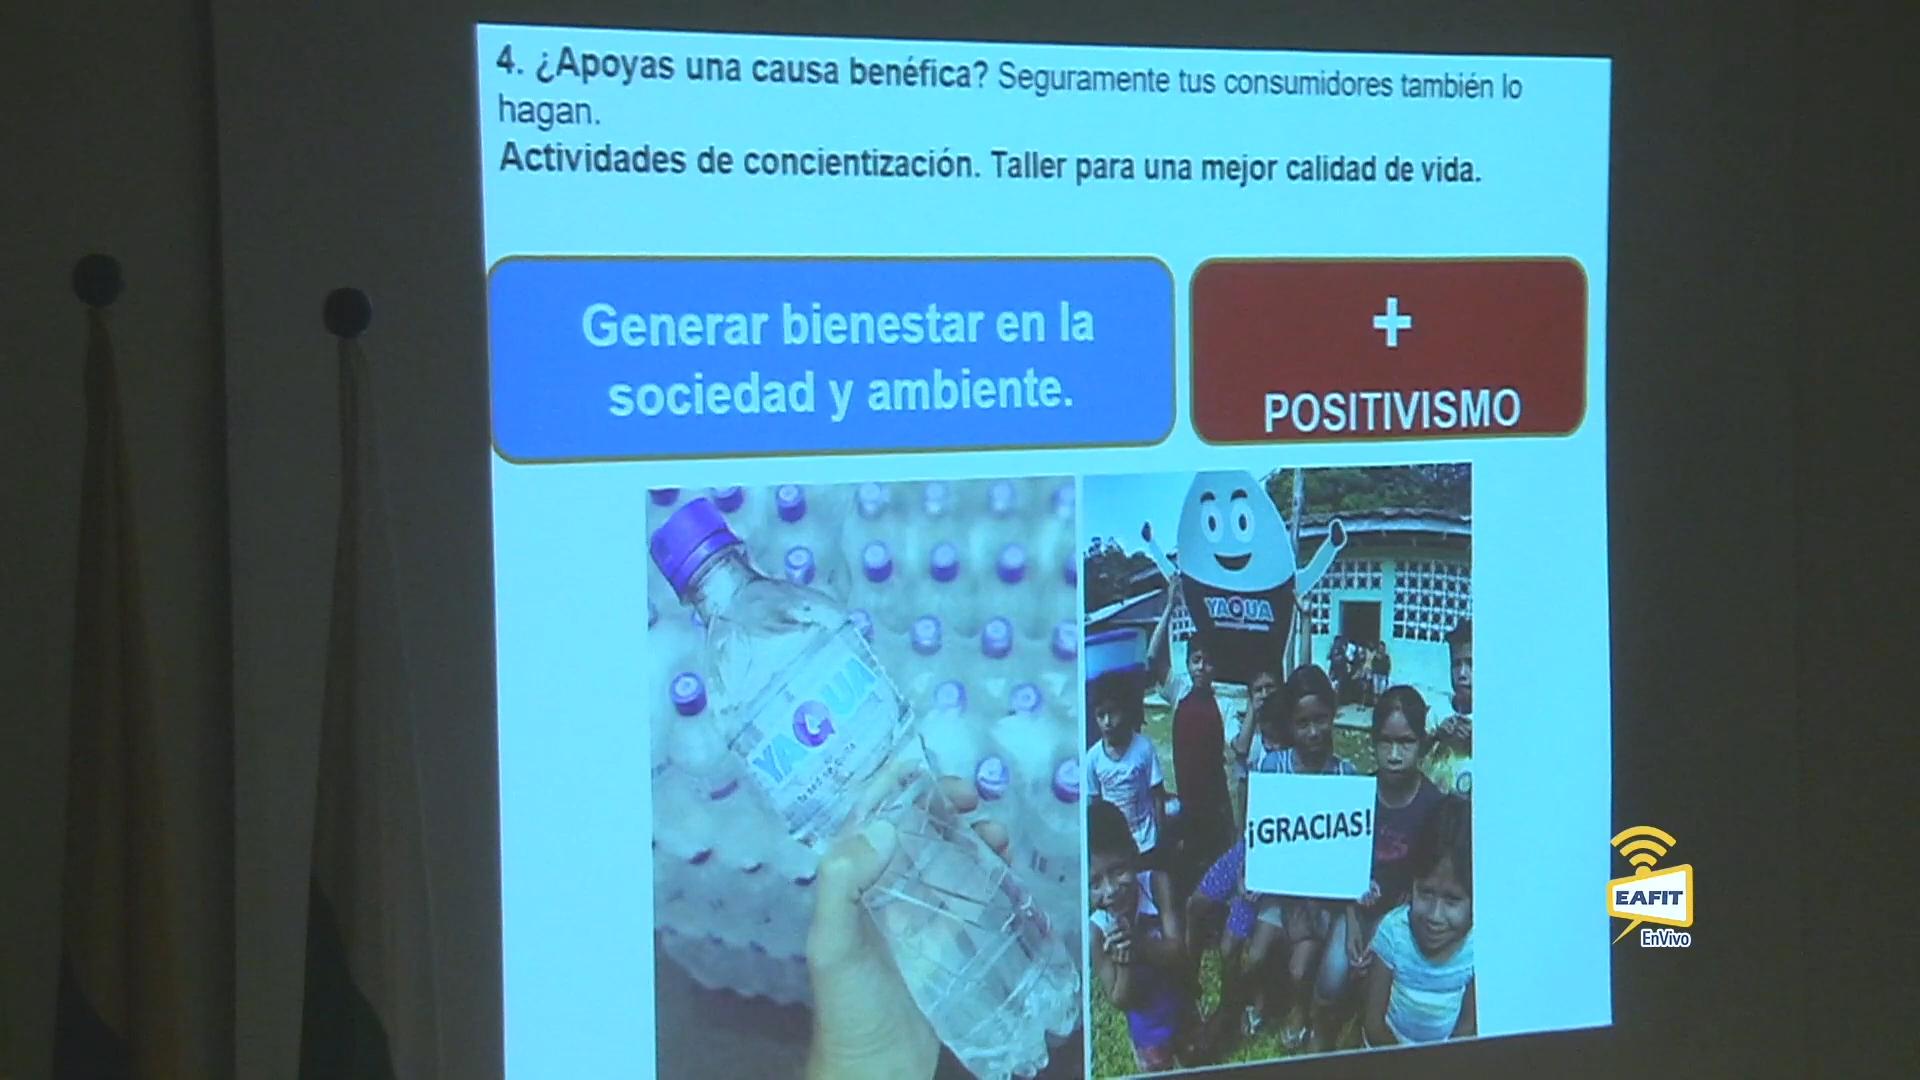 4. ¿Apoyas una causa benéfica? Seguramente tus consumidores también lo
hagan.
Actividades de concientización. Taller para una mejor calidad de vida.
Generar bienestar en la
sociedad y ambiente.
+
POSITIVISMO
YAQUA
YAQUA
¡GRACIAS!
EAFIT
EnVivo